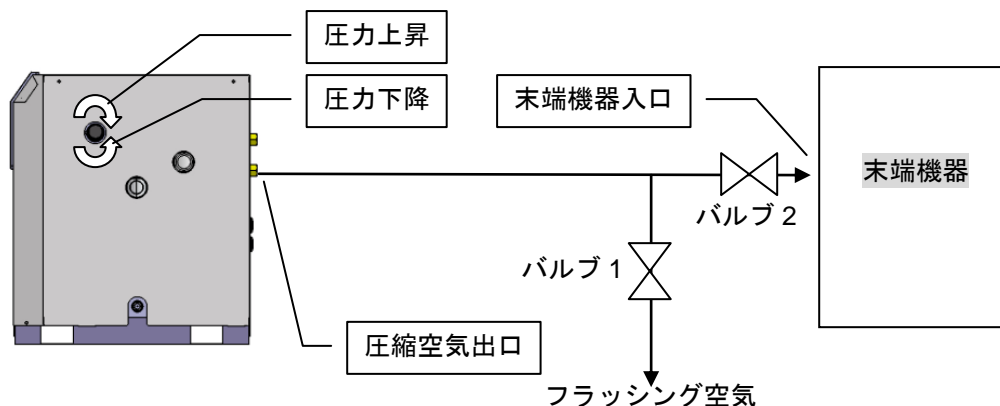 圧力上昇
圧力下降
末端機器入口
末端機器
バルブ 2
バルブ 1
圧縮空気出口
フラッシング空気